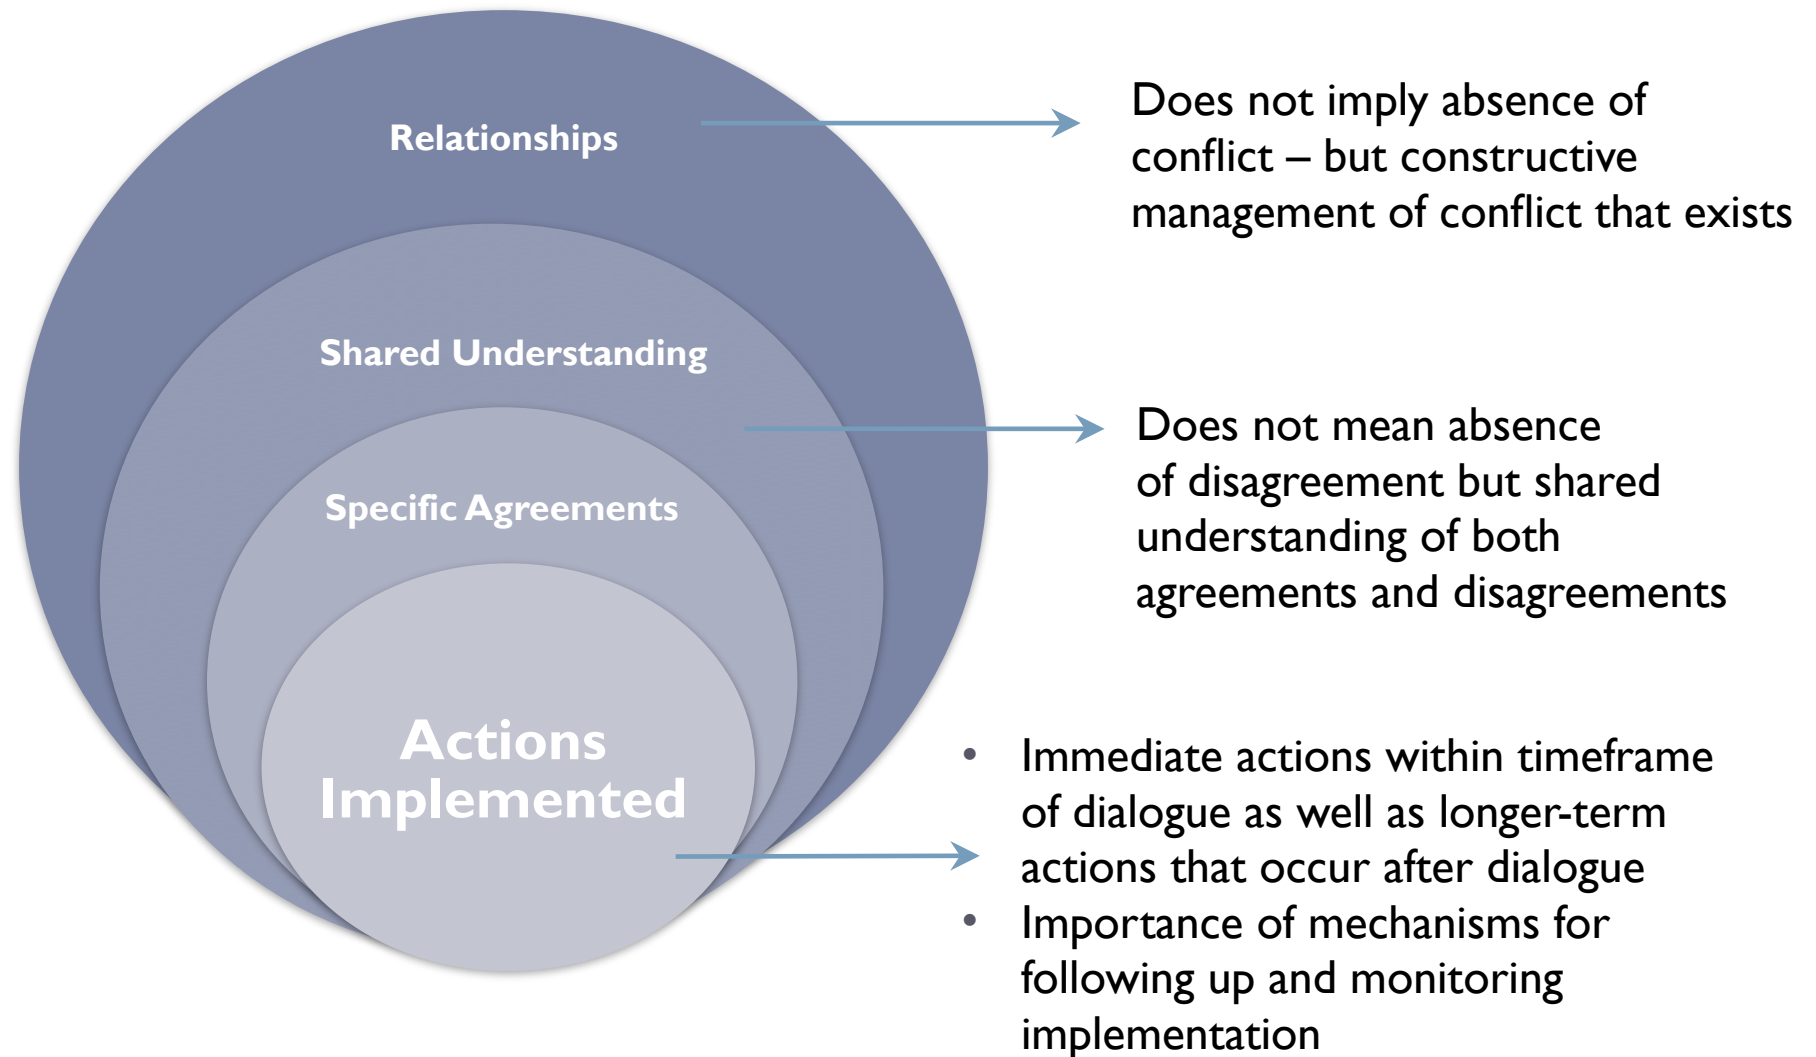 Relationships
Does not imply absence of
conflict – but constructive
management of conflict that exists
Shared Understanding
Does not mean absence
of disagreement but shared
understanding of both
agreements and disagreements
Specific Agreements
Actions
Implemented
• Immediate actions within timeframe
of dialogue as well as longer-term
actions that occur after dialogue
• Importance of mechanisms for
following up and monitoring
implementation